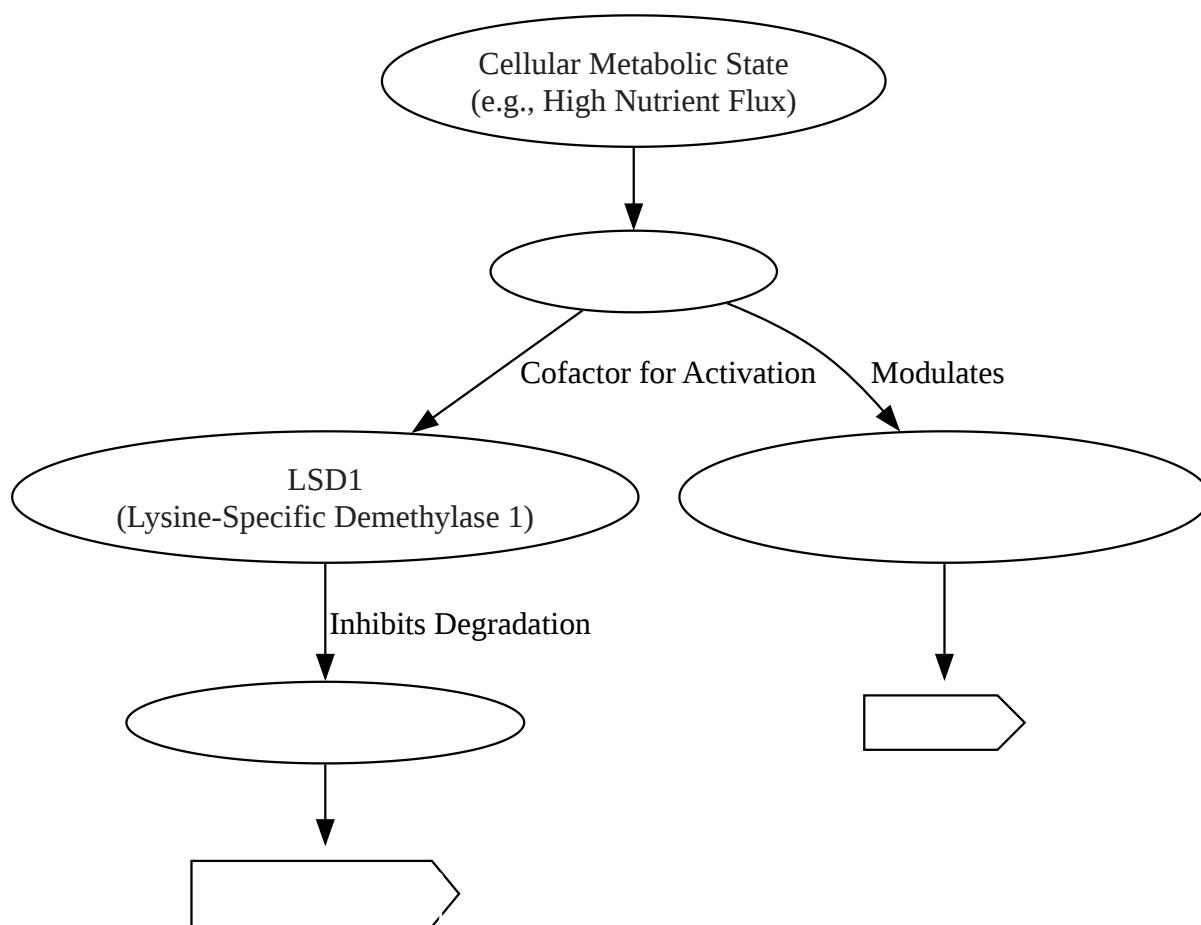 Cellular Metabolic State
(e.g., High Nutrient Flux)
Cofactor for Activation
Modulates
LSD1
(Lysine-Specific Demethylase 1)
Inhibits Degradation